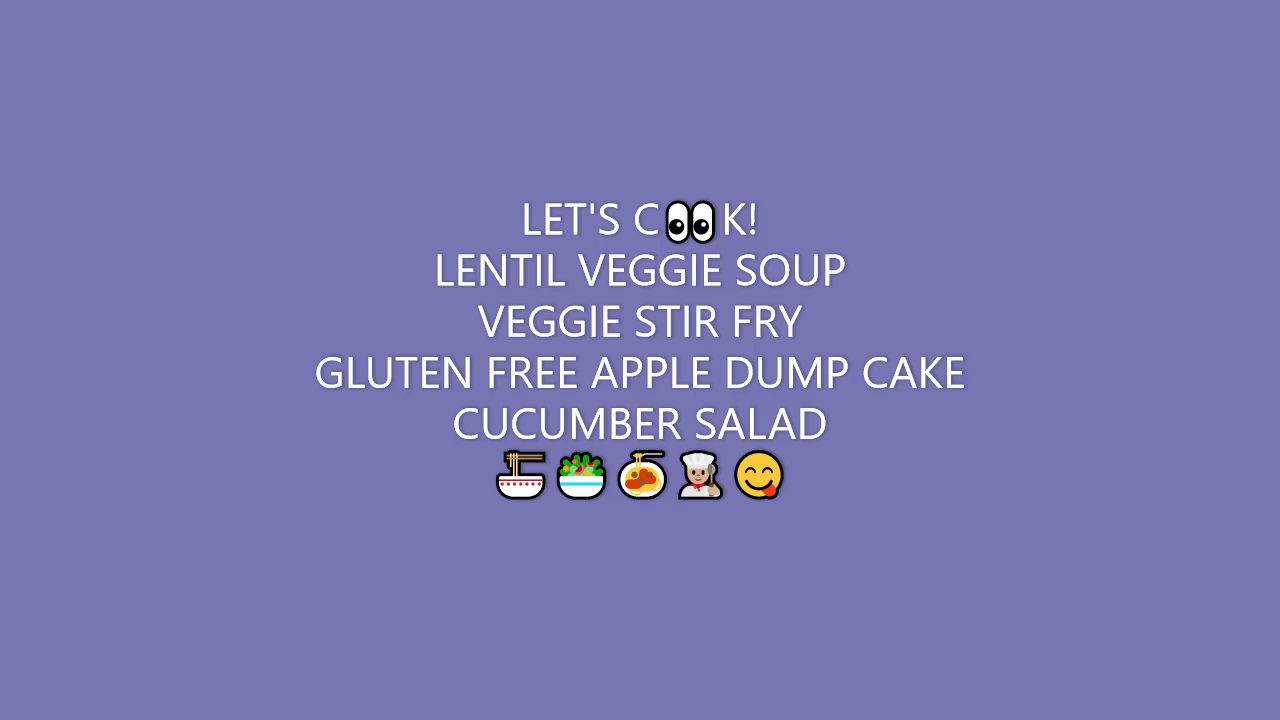 LET'S C👀K!
LENTIL VEGGIE SOUP
VEGGIE STIR FRY
GLUTEN FREE APPLE DUMP CAKE
CUCUMBER SALAD
🍜🥗🍝🧑🏼‍🍳😋